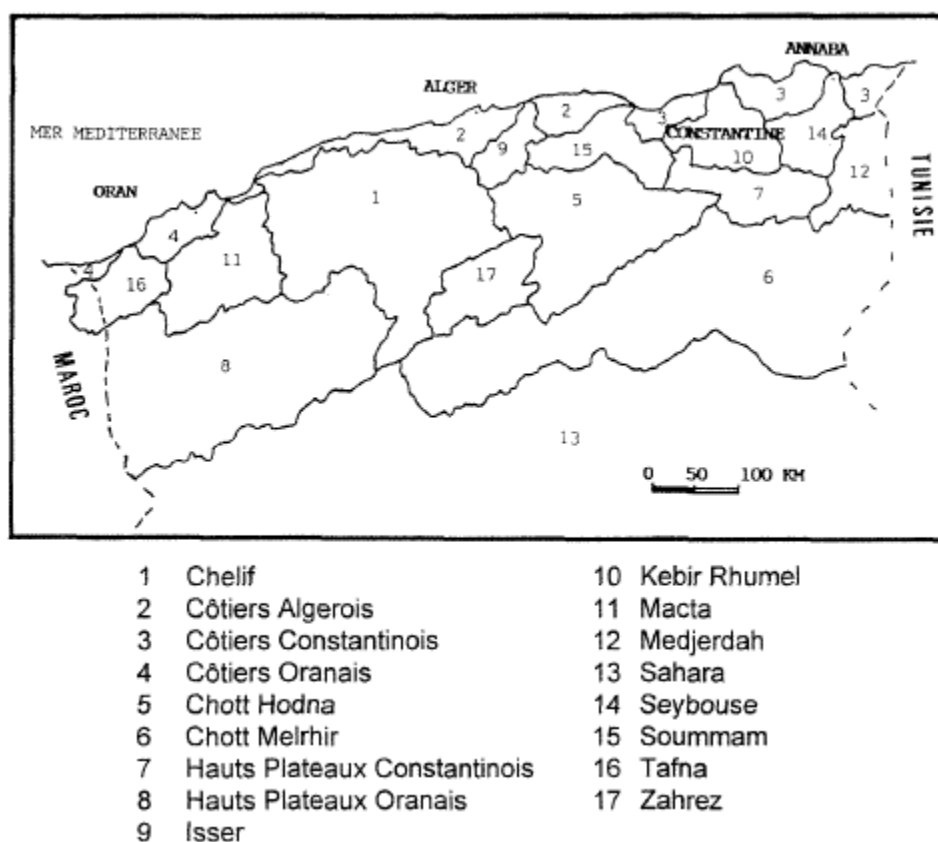 ANNABA
ALGER
3
3
2
MER MEDITERRANEE
2
3
CONSTANTINE
14
9
15
10
12
TUNISIE
ORAN
1
5
7
4
11
4
16
17
6
MAROC
8
13
0 50 100 KM
1 Chelif
2 Côtiers Algerois
3 Côtiers Constantinois
4 Côtiers Oranais
5 Chott Hodna
6 Chott Melrhir
7 Hauts Plateaux Constantinois
8 Hauts Plateaux Oranais
9 Isser
10 Kebir Rhumel
11 Macta
12 Medjerdah
13 Sahara
14 Seybouse
15 Soummam
16 Tafna
17 Zahrez